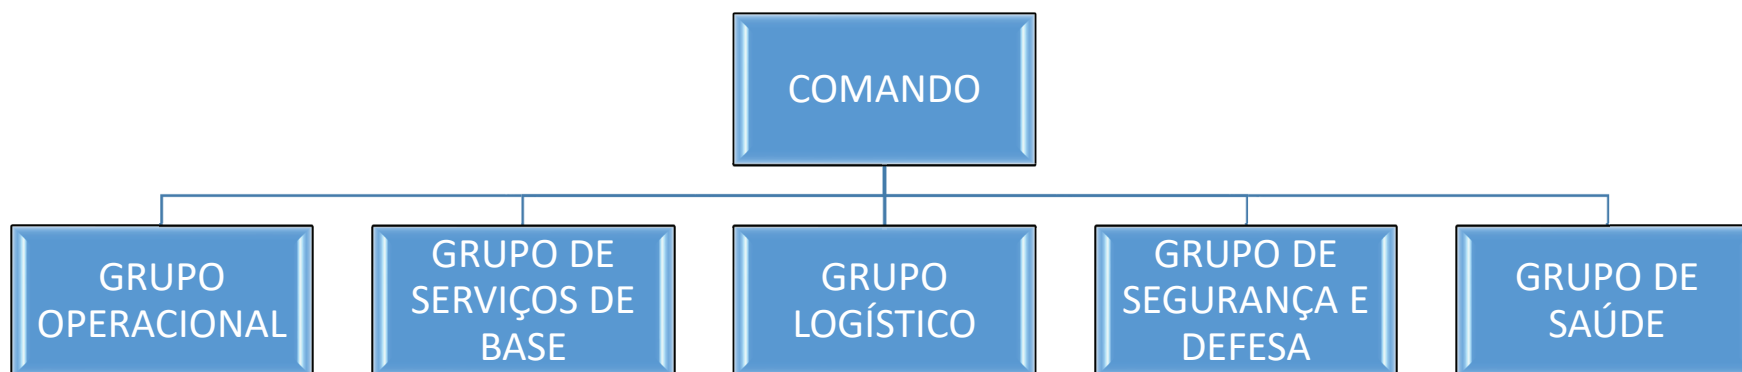 COMANDO
GRUPO
OPERACIONAL
GRUPO DE
SERVIÇOS DE
BASE
GRUPO
LOGÍSTICO
GRUPO DE
SEGURANÇA E
DEFESA
GRUPO DE
SAÚDE